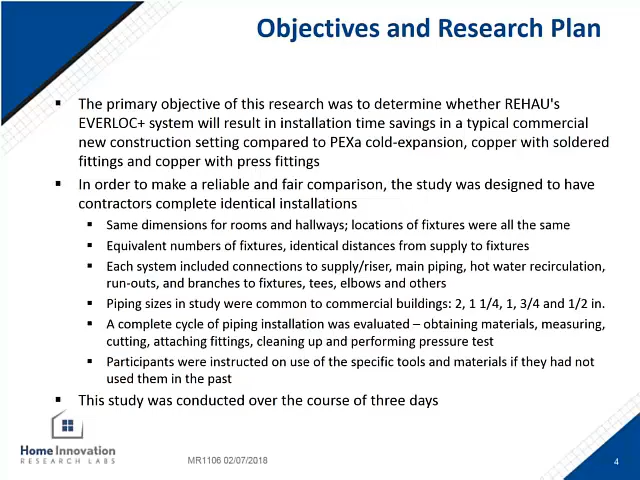 Objectives and Research Plan
▪ The primary objective of this research was to determine whether REHAU's
EVERLOC+ system will result in installation time savings in a typical commercial
new construction setting compared to PEXa cold-expansion, copper with soldered
fittings and copper with press fittings
▪ In order to make a reliable and fair comparison, the study was designed to have
contractors complete identical installations
▪ Same dimensions for rooms and hallways; locations of fixtures were all the same
▪ Equivalent numbers of fixtures, identical distances from supply to fixtures
▪ Each system included connections to supply/riser, main piping, hot water recirculation,
run-outs, and branches to fixtures, tees, elbows and others
▪ Piping sizes in study were common to commercial buildings: 2, 1 1/4, 1, 3/4 and 1/2 in.
▪ A complete cycle of piping installation was evaluated – obtaining materials, measuring,
cutting, attaching fittings, cleaning up and performing pressure test
▪ Participants were instructed on use of the specific tools and materials if they had not
used them in the past
▪ This study was conducted over the course of three days
Home Innovation
RESEARCH LABS
MR1106 02/07/2018
4